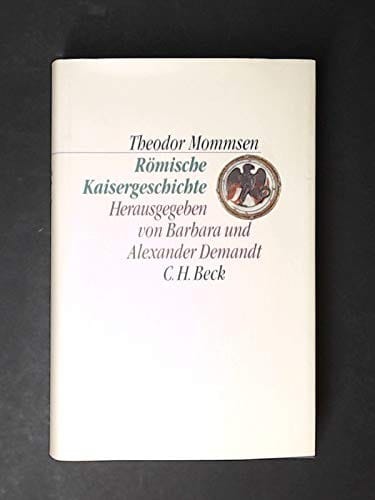 Theodor Mommsen
Römische
Kaisergeschichte
Herausgegeben
von Barbara und
Alexander Demandt
C.H.Beck